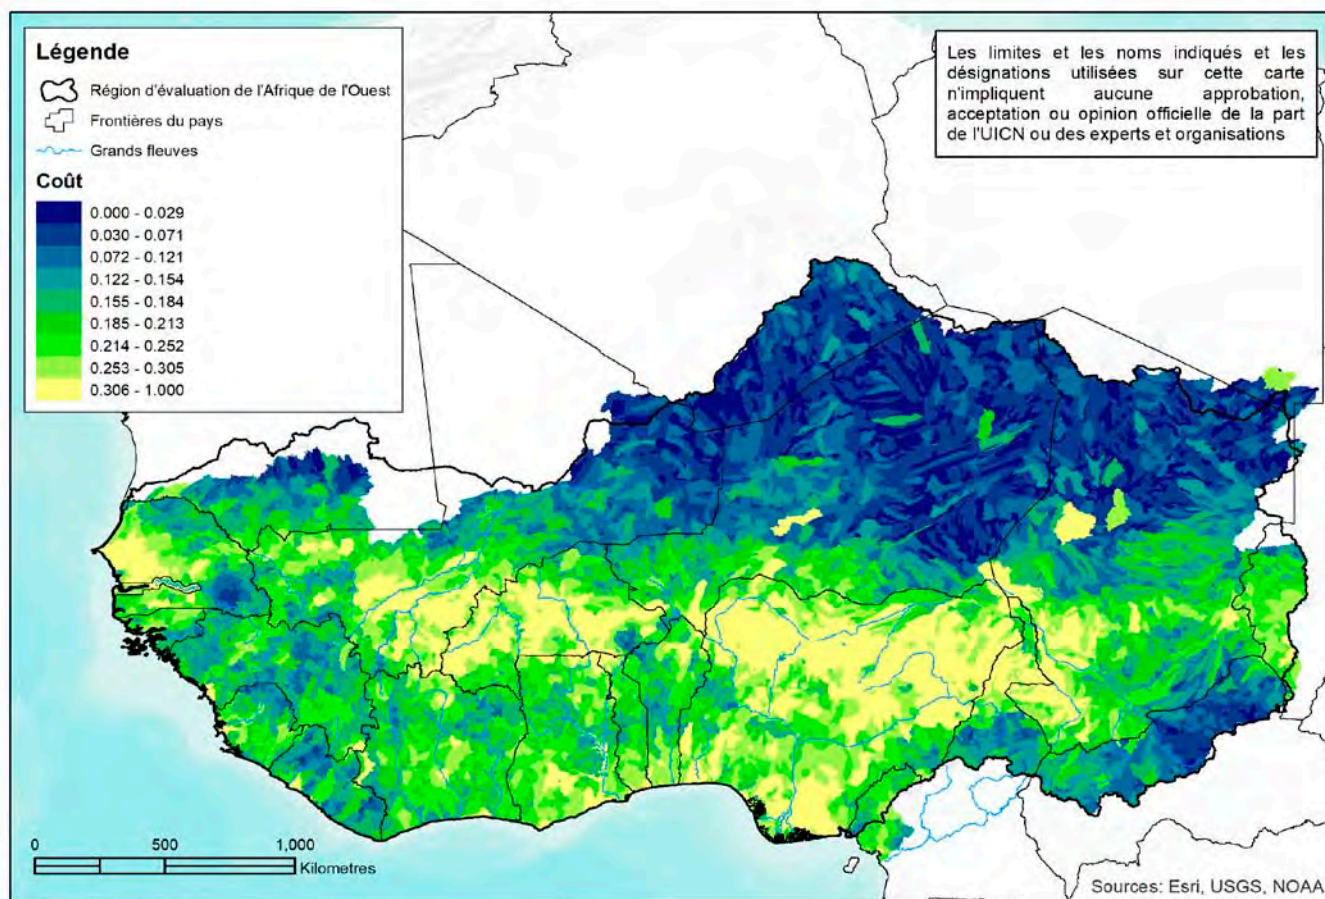 Légende
Région d'évaluation de l'Afrique de l'Ouest
Frontières du pays
Grands fleuves
Coût
0.000 - 0.029
0.030 - 0.071
0.072 - 0.121
0.122 - 0.154
0.155 - 0.184
0.185 - 0.213
0.214 - 0.252
0.253 - 0.305
0.306 - 1.000
Les limites et les noms indiqués et les
désignations utilisées sur cette carte
n'impliquent aucune approbation,
acceptation ou opinion officielle de la part
de l'UICN ou des experts et organisations
0 500 1,000
Kilometres
Sources: Esri, USGS, NOAA